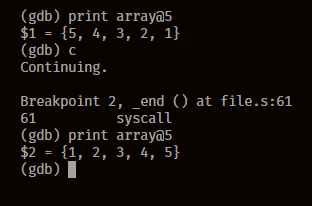 (gdb) print array@5
$1 = {5, 4, 3, 2, 1}
(gdb) c
Continuing.

Breakpoint 2, _end () at file.s:61
61          syscall
(gdb) print array@5
$2 = {1, 2, 3, 4, 5}
(gdb)